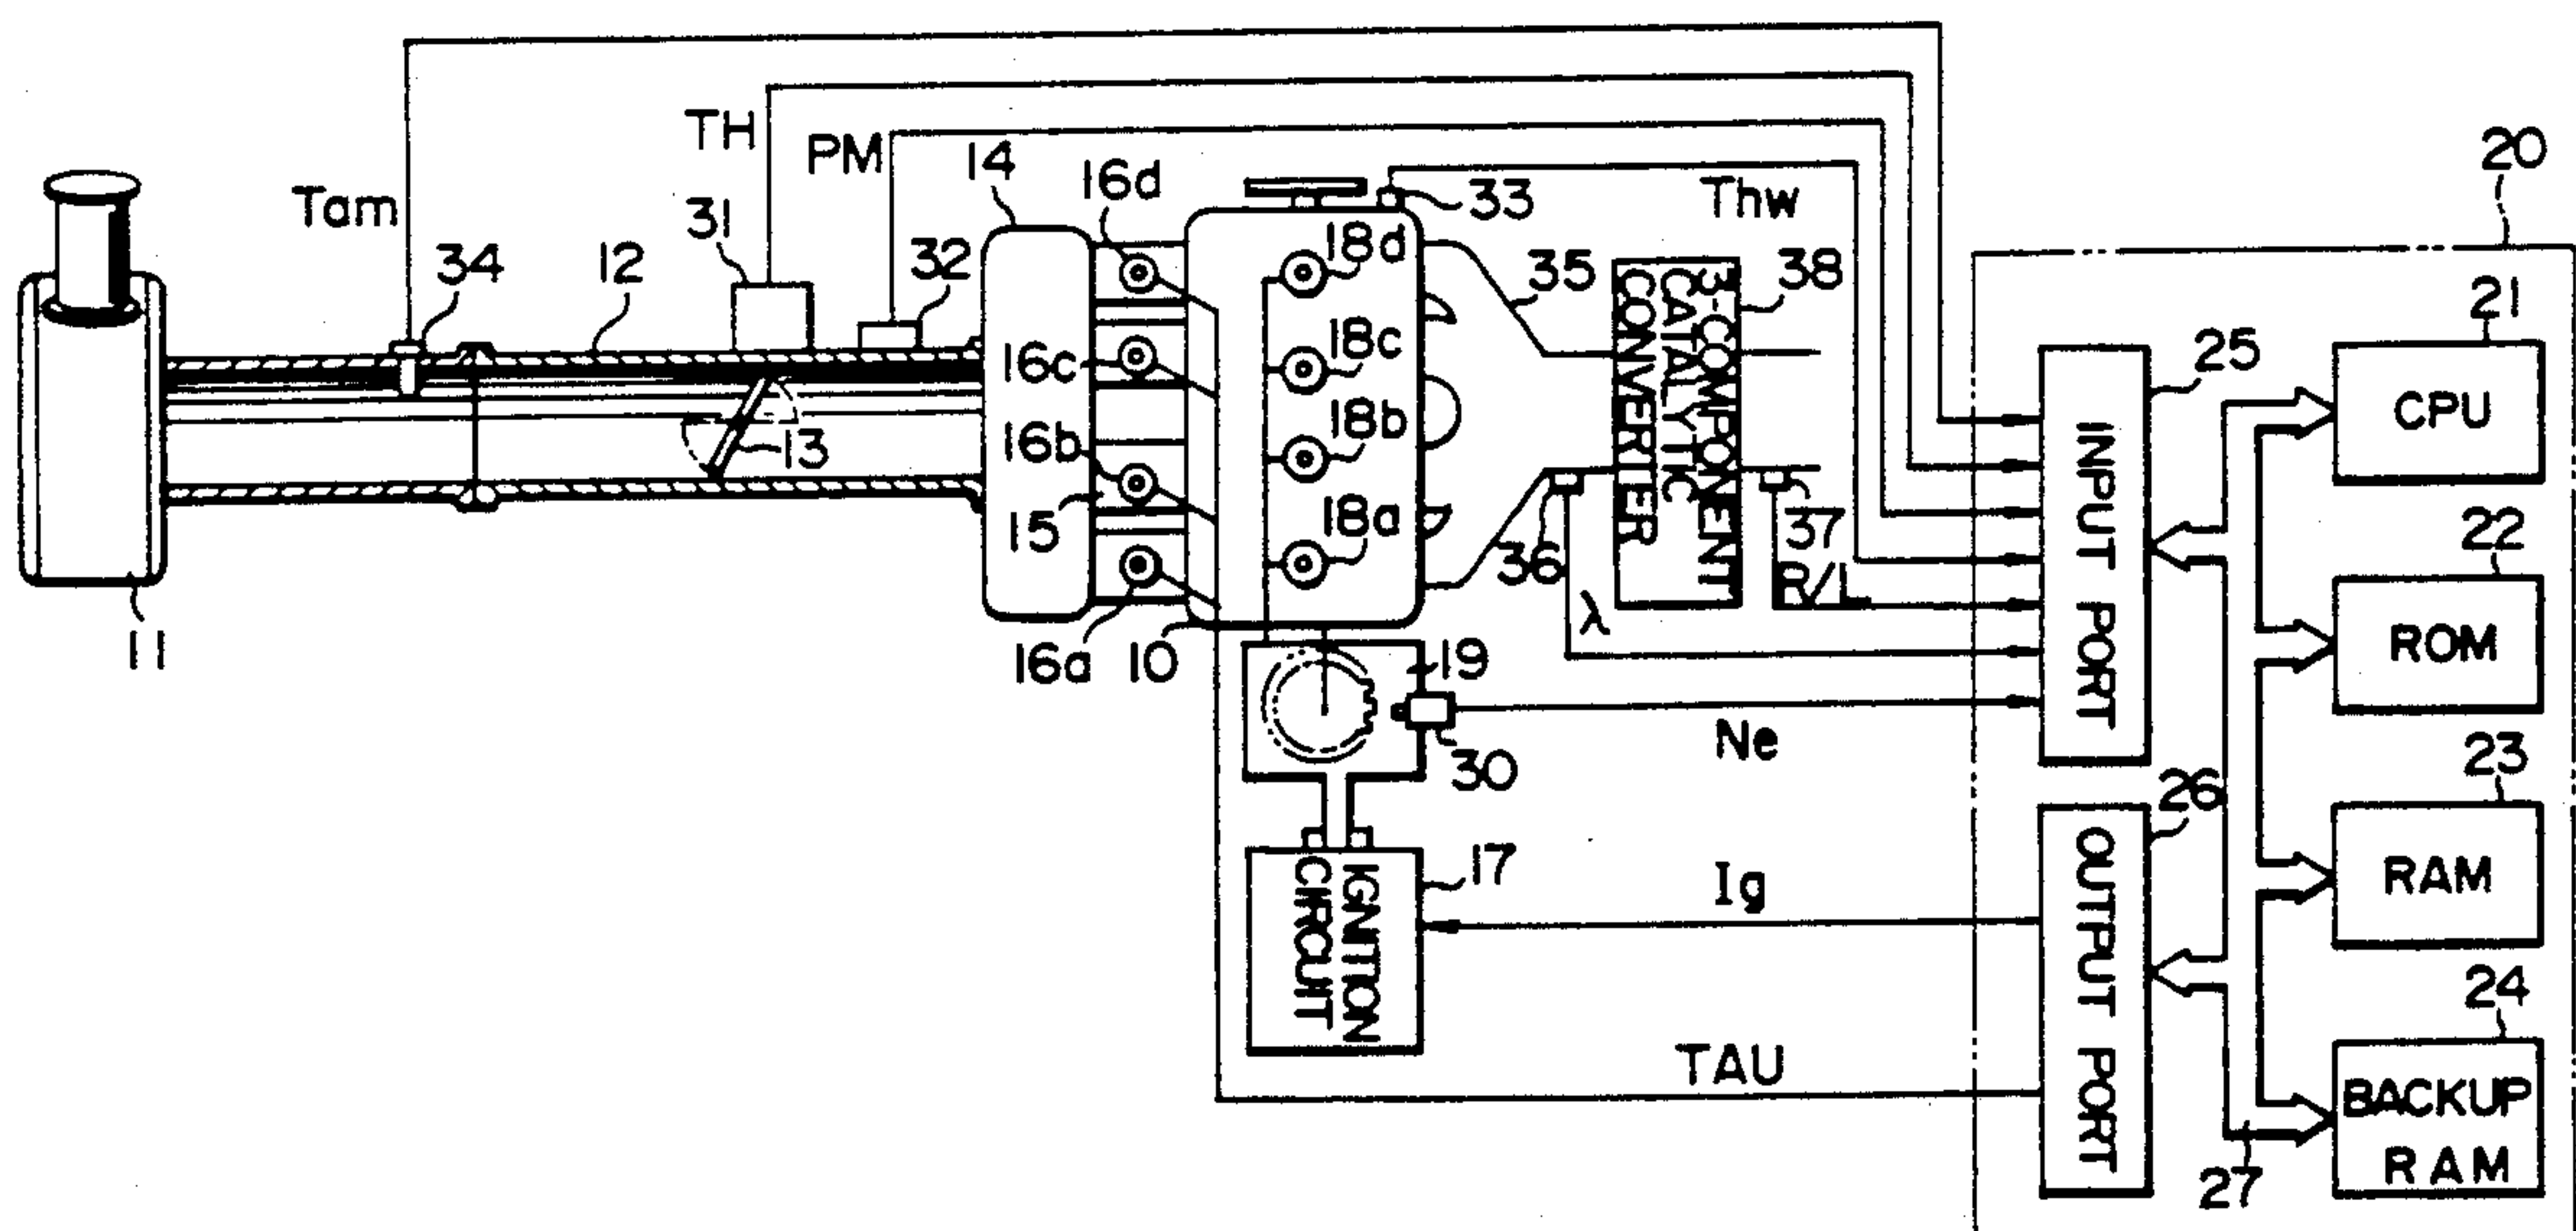 Tam
TH
PM
14
16d
33
Thw
20
34
12
31
32
18d
35
38
21
16c
18c
3-COMPONENT
CATALYTIC
CONVERTER
25
CPU
13
16b
18b
INPUT PORT
22
15
18a
36
37
R/L
λ
ROM
11
16a
10
19
Ne
30
23
26
RAM
17
Ig
IGNITION
CIRCUIT
OUTPUT PORT
24
TAU
BACKUP
RAM
27